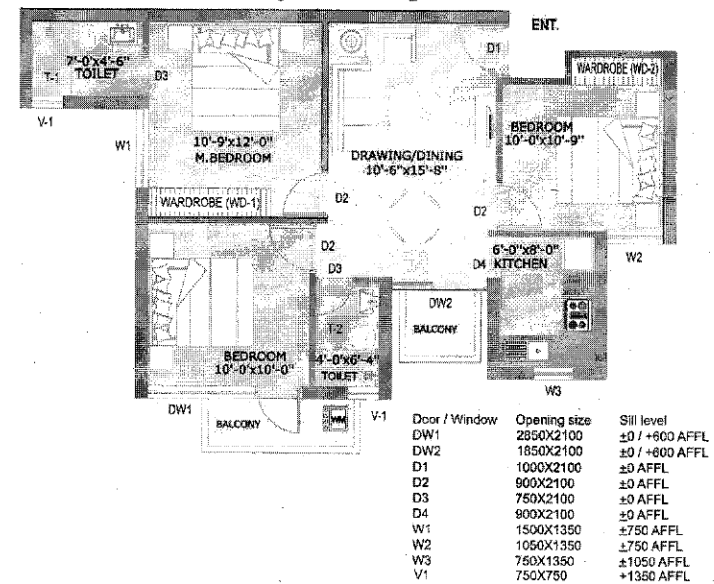 ENT.
D1
WARDROBE (WD-2)
7'-0"x4'-6"
TOILET
T-1
D3
V-1
W1
10'-9"x12'-0"
M.BEDROOM
DRAWING/DINING
10'-6"x15'-8"
BEDROOM
10'-0"x10'-9"
WARDROBE (WD-1)
D2
D2
D2
D3
D4
6'-0"x8'-0"
KITCHEN
W2
DW2
BALCONY
T-2
BEDROOM
10'-0"x10'-0"
4'-0"x6'-4"
TOILET
W3
DW1
BALCONY
WM
V-1
Door / Window Opening size Sill level
DW1 2850X2100 ±0 / +600 AFFL
DW2 1850X2100 ±0 / +600 AFFL
D1 1000X2100 ±0 AFFL
D2 900X2100 ±0 AFFL
D3 750X2100 ±0 AFFL
D4 900X2100 ±0 AFFL
W1 1500X1350 ±750 AFFL
W2 1050X1350 ±750 AFFL
W3 750X1350 ±1050 AFFL
V1 750X750 +1350 AFFL